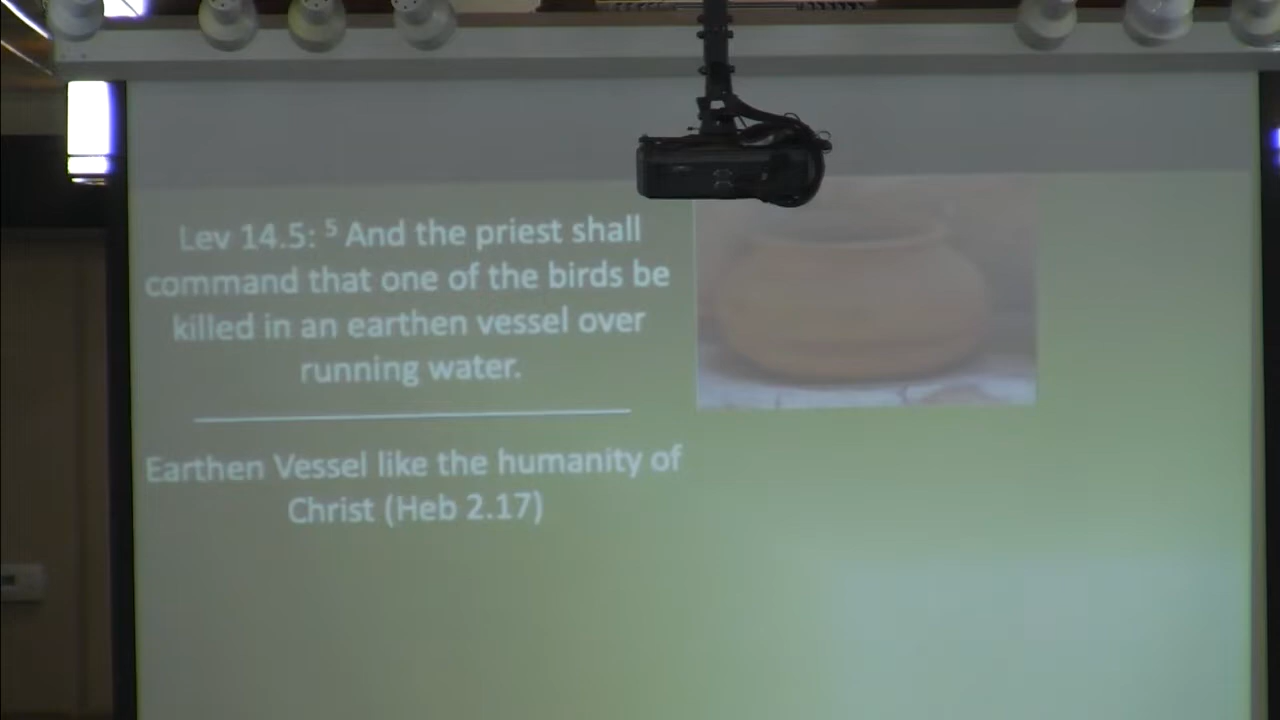 Lev 14.5: ⁵ And the priest shall
command that one of the birds be
killed in an earthen vessel over
running water.
Earthen Vessel like the humanity of
Christ (Heb 2.17)